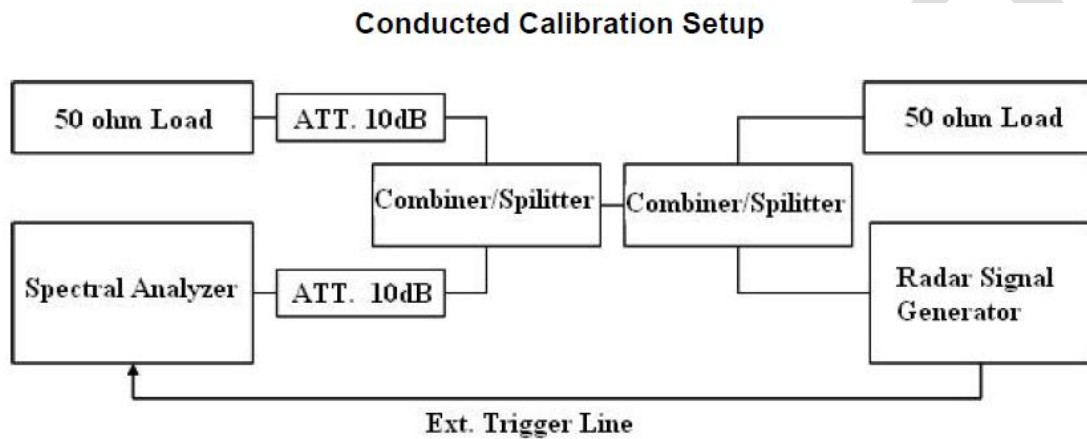 Conducted Calibration Setup
50 ohm Load
ATT. 10dB
50 ohm Load
Combiner/Spilitter
Combiner/Spilitter
Spectral Analyzer
ATT. 10dB
Radar Signal
Generator
Ext. Trigger Line